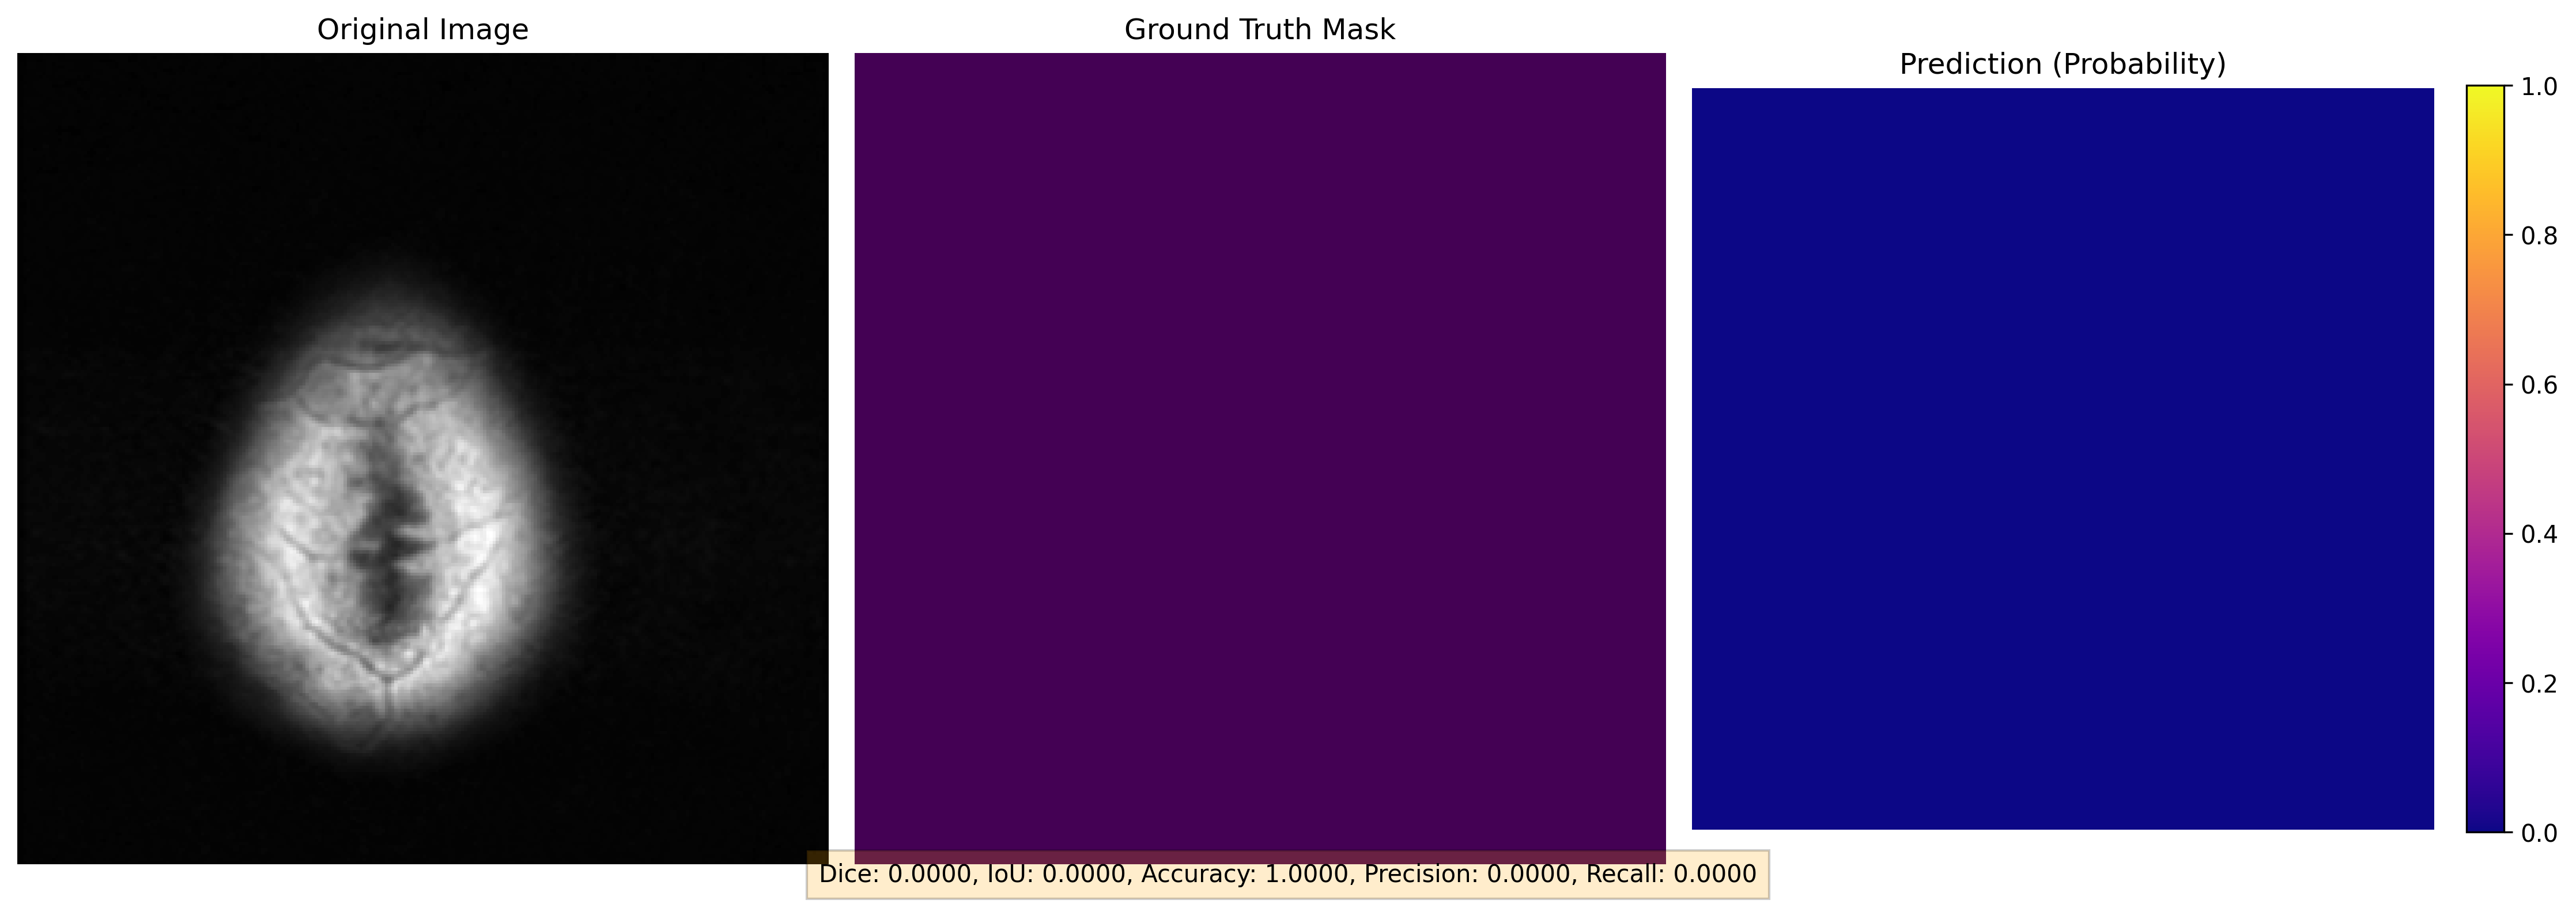 Original Image
Ground Truth Mask
Prediction (Probability)
1.0
0.8
0.6
0.4
0.2
0.0
Dice: 0.0000, IoU: 0.0000, Accuracy: 1.0000, Precision: 0.0000, Recall: 0.0000